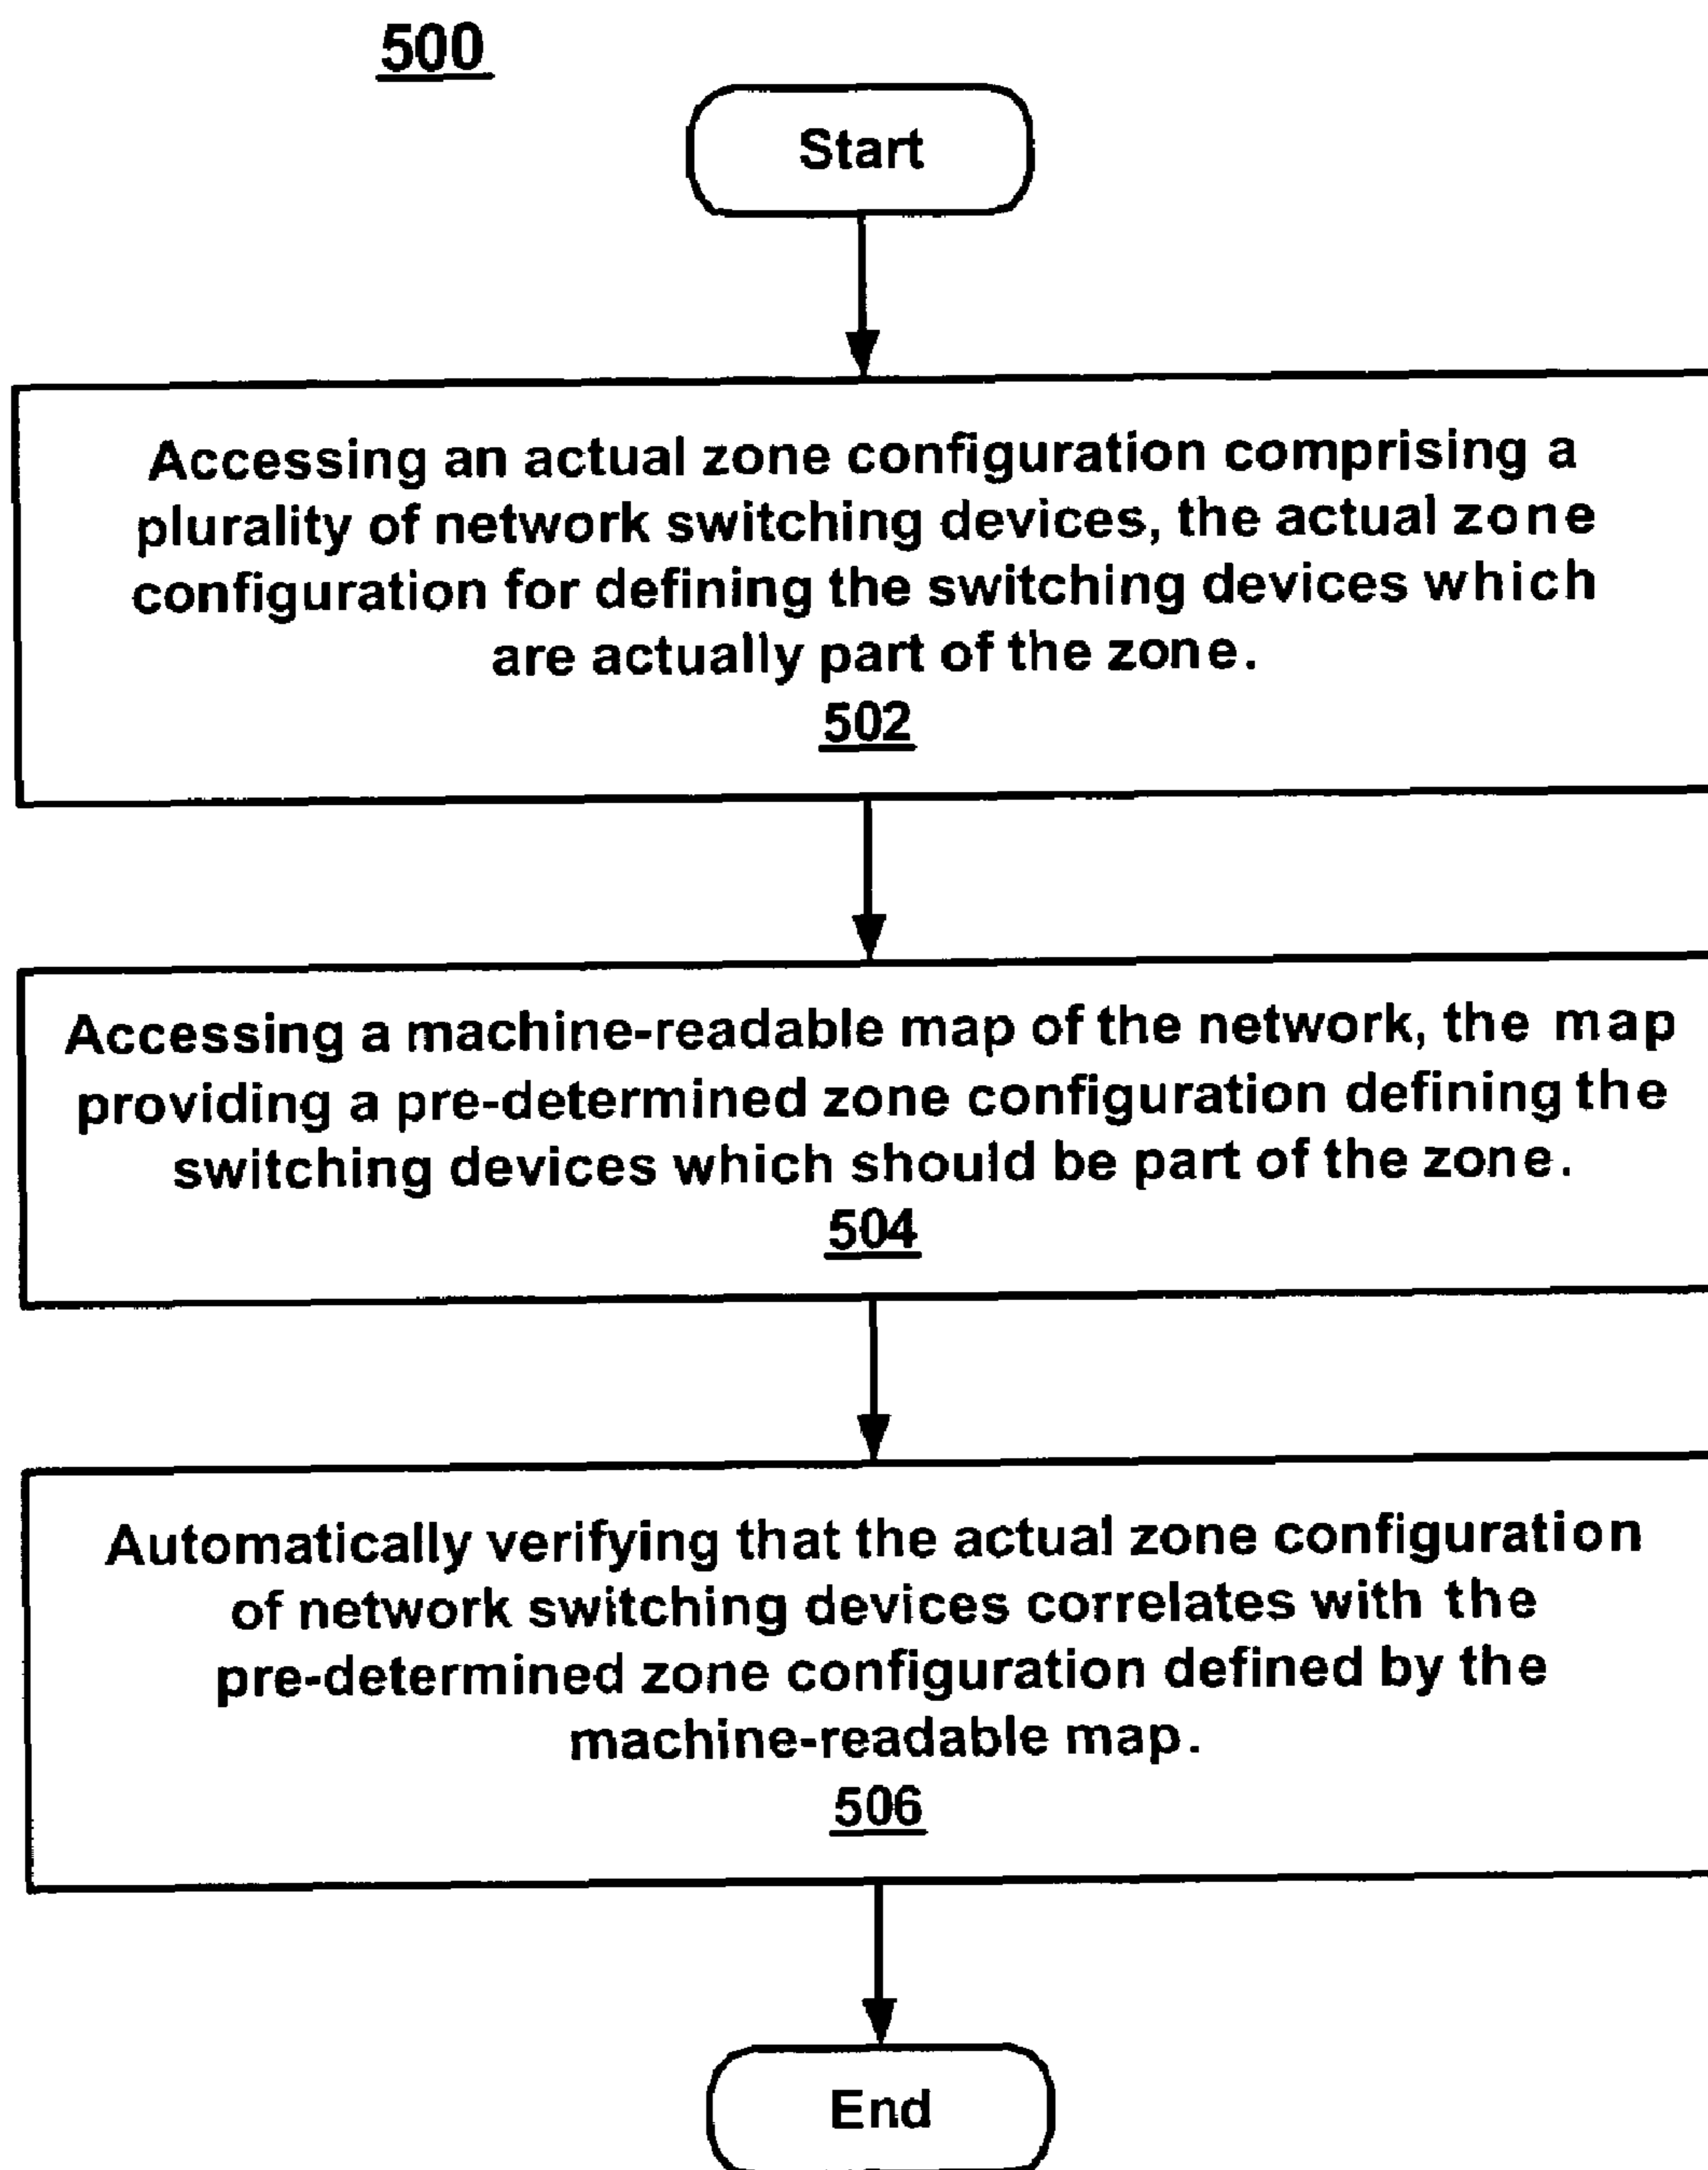 500
Start
Accessing an actual zone configuration comprising a
plurality of network switching devices, the actual zone
configuration for defining the switching devices which
are actually part of the zone.
502
Accessing a machine-readable map of the network, the map
providing a pre-determined zone configuration defining the
switching devices which should be part of the zone.
504
Automatically verifying that the actual zone configuration
of network switching devices correlates with the
pre-determined zone configuration defined by the
machine-readable map.
506
End